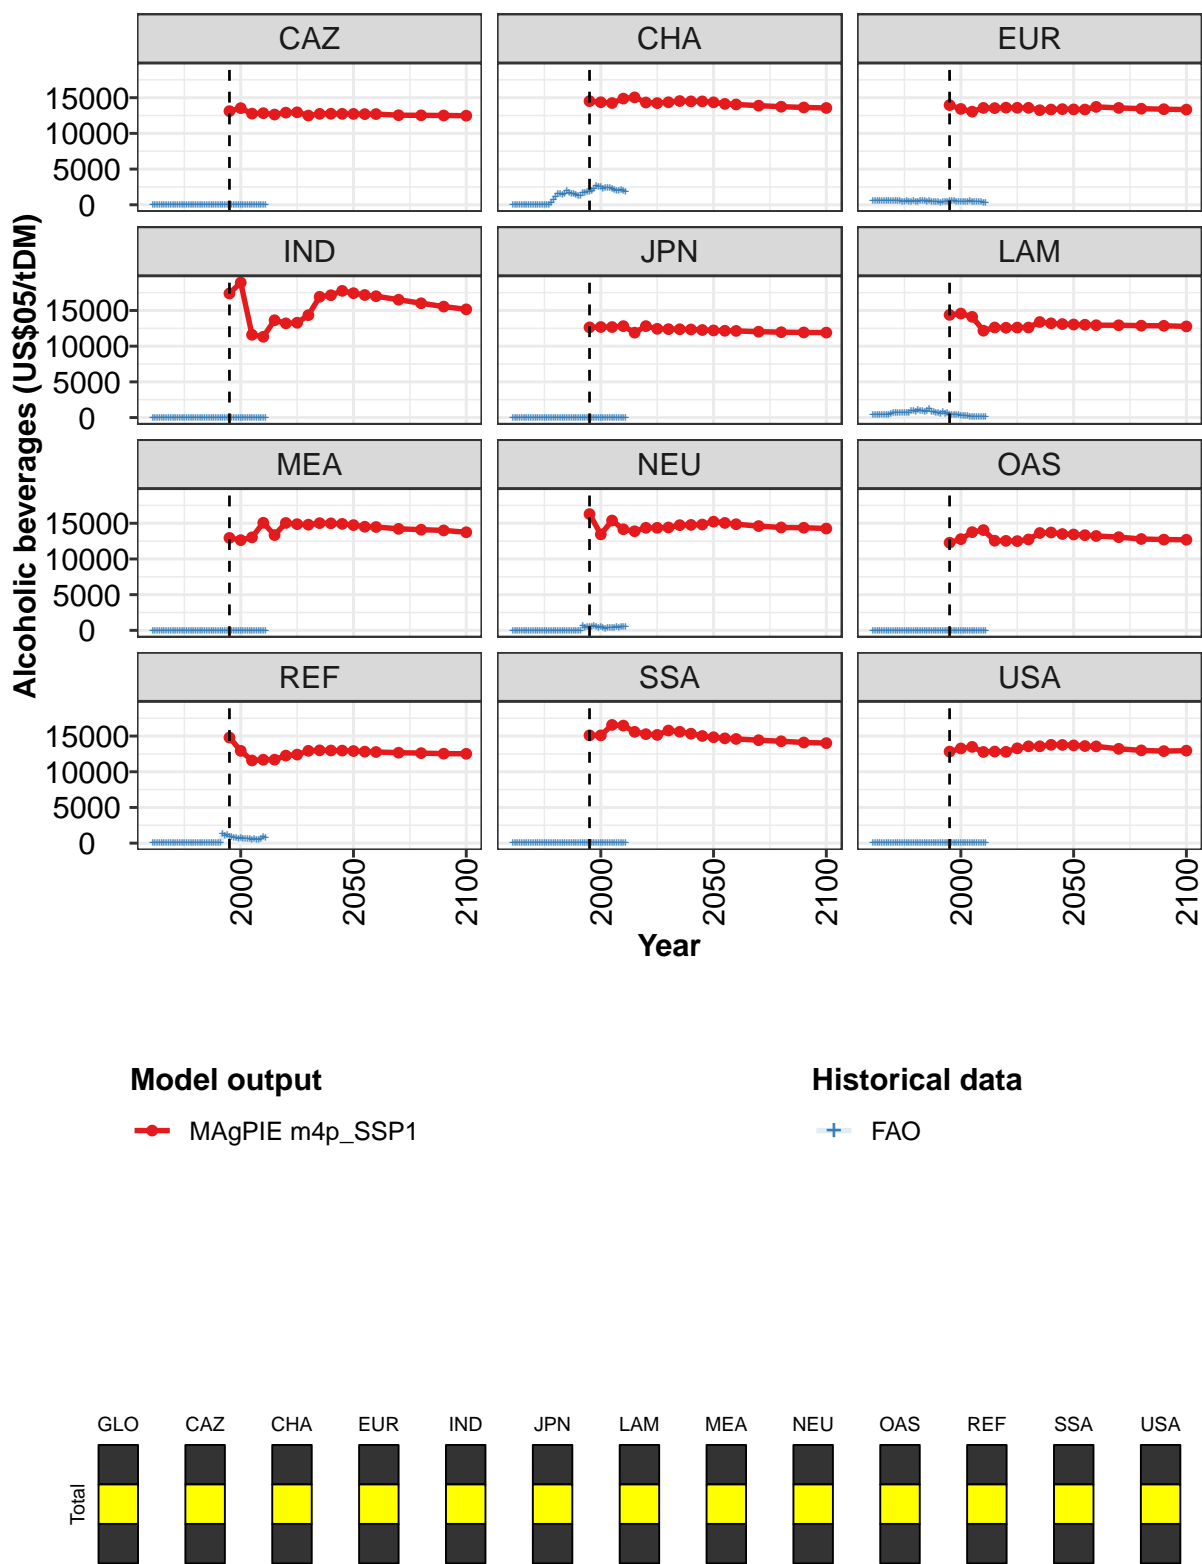 CAZ CHA EUR
15000
10000
5000
0
IND JPN LAM
15000
10000
5000
0
MEA NEU OAS
15000
10000
5000
0
REF SSA USA
15000
10000
5000
0
2000 2050 2100 2000 2050 2100 2000 2050 2100
Year
Alcoholic beverages (US$05/tDM)
Model output Historical data
MAgPIE m4p_SSP1 FAO
GLO CAZ CHA EUR IND JPN LAM MEA NEU OAS REF SSA USA
Total